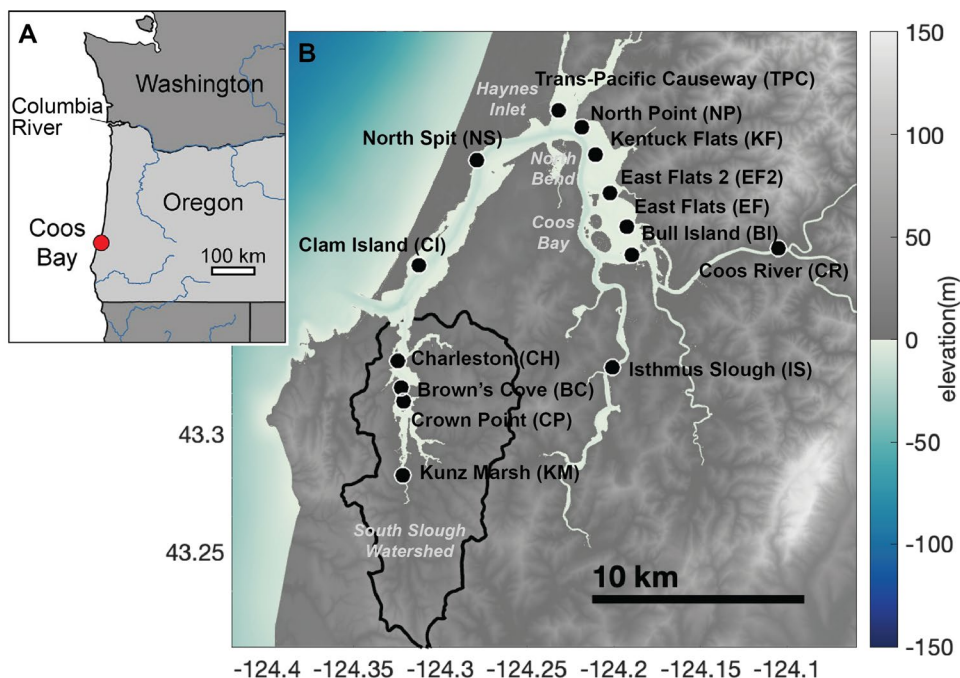 A
Washington
Columbia
River
Oregon
Coos
Bay
100 km
B
Trans-Pacific Causeway (TPC)
Haynes
Inlet
North Point (NP)
North Spit (NS)
Kentuck Flats (KF)
North
Bend
East Flats 2 (EF2)
East Flats (EF)
Coos
Bay
Bull Island (BI)
Clam Island (CI)
Coos River (CR)
Charleston (CH)
Isthmus Slough (IS)
Brown's Cove (BC)
Crown Point (CP)
Kunz Marsh (KM)
South Slough
Watershed
10 km
43.3
43.25
-124.4 -124.35 -124.3 -124.25 -124.2 -124.15 -124.1
150
100
50
0
-50
-100
-150
elevation(m)